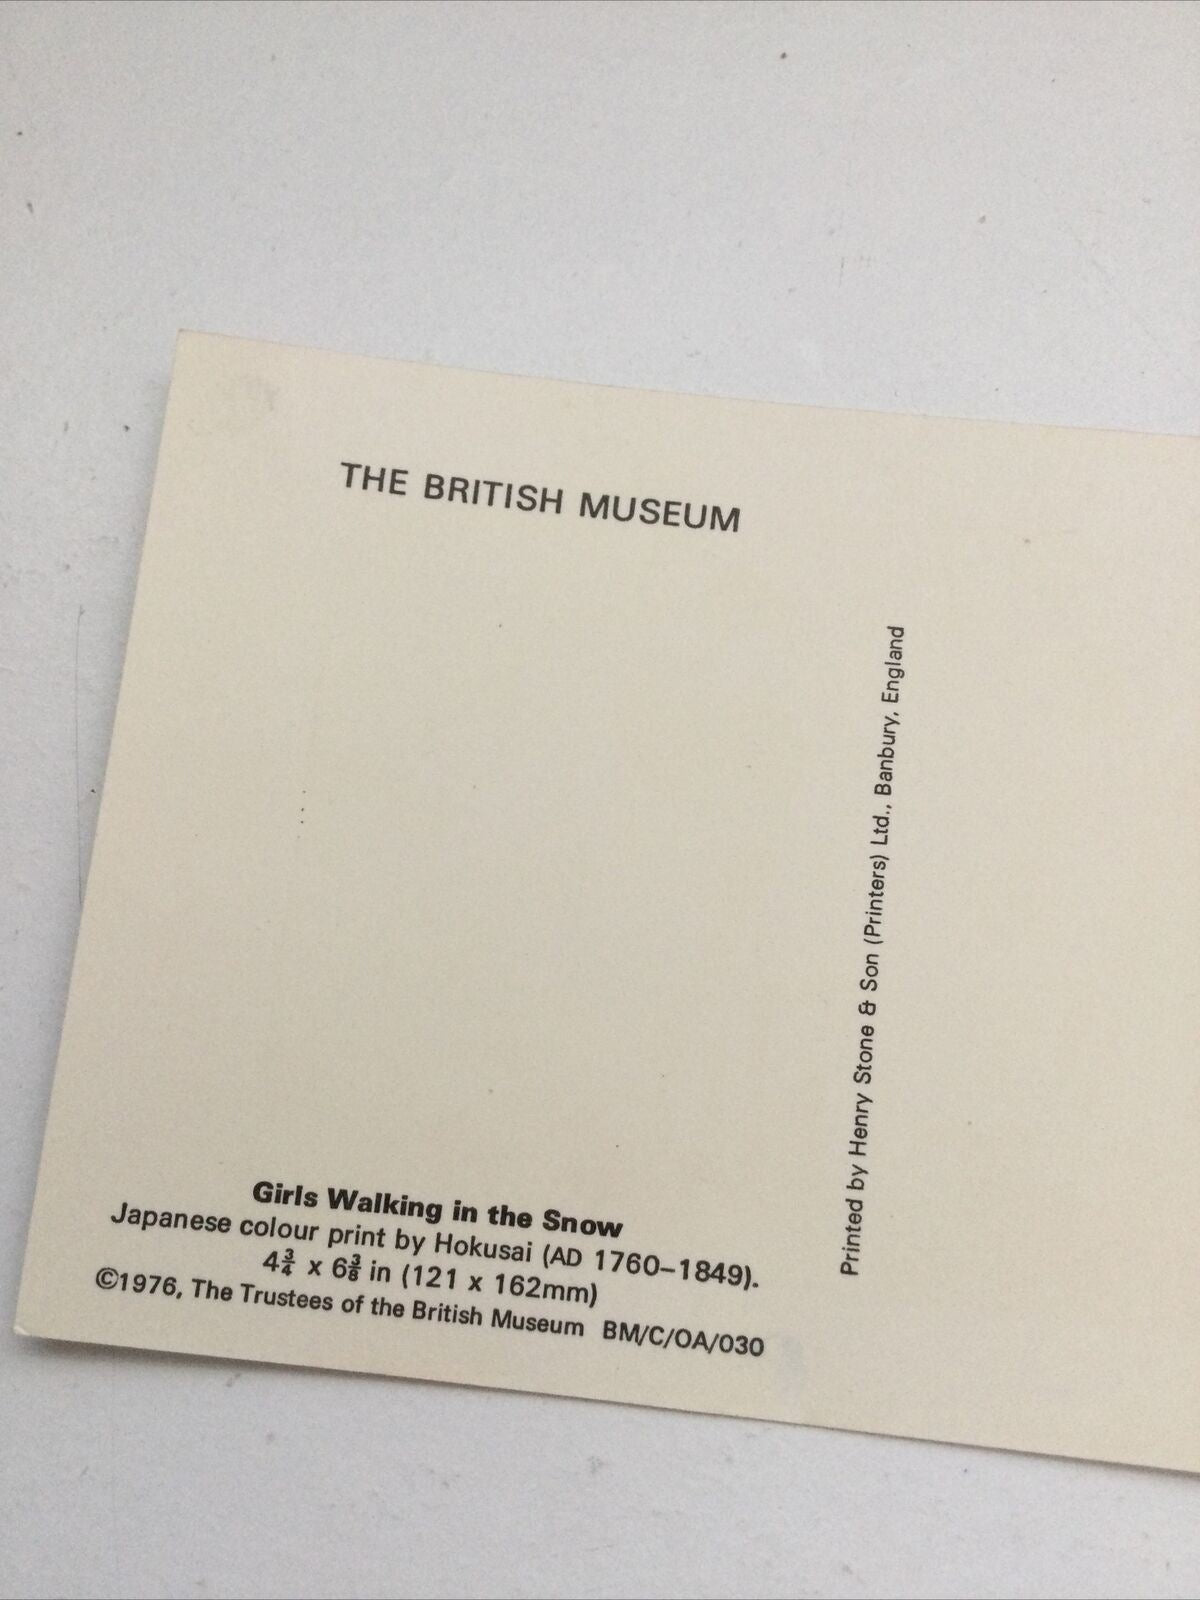 THE BRITISH MUSEUM
Girls Walking in the Snow
Japanese colour print by Hokusai (AD 1760–1849).
4¾ x 6⅜ in (121 x 162mm)
©1976, The Trustees of the British Museum BM/C/OA/030
Printed by Henry Stone & Son (Printers) Ltd., Banbury, England